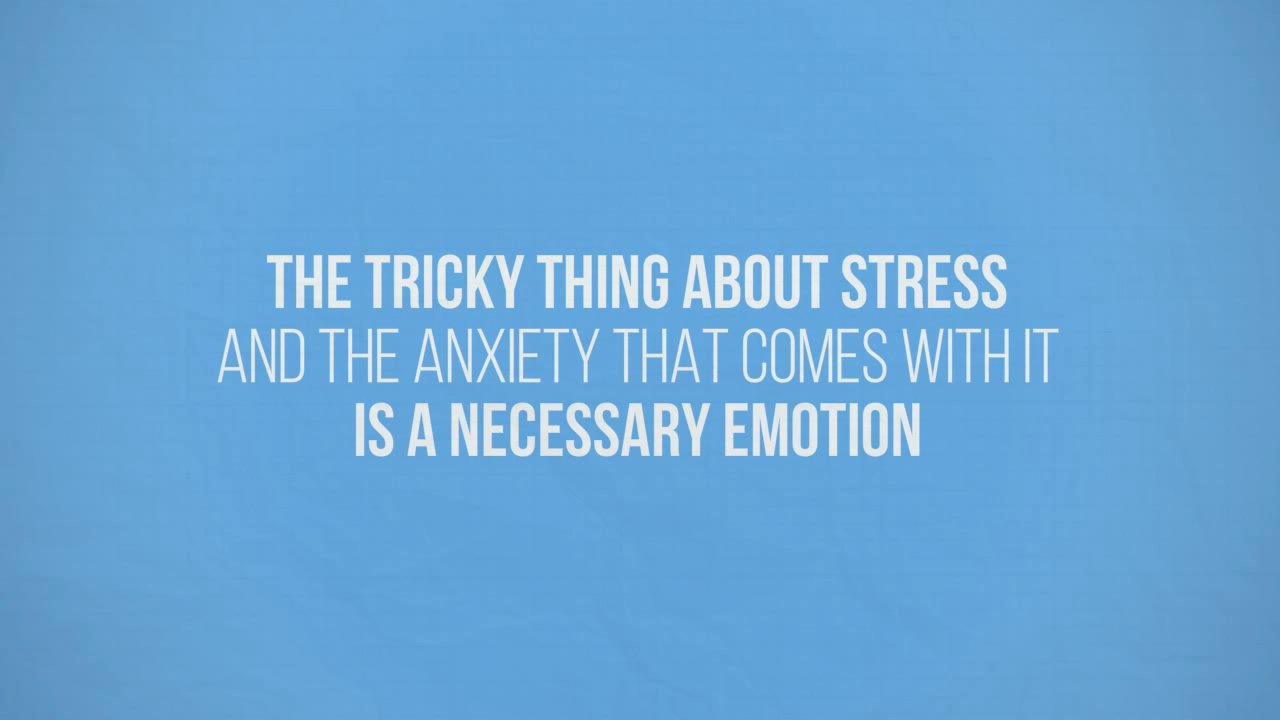 THE TRICKY THING ABOUT STRESS
AND THE ANXIETY THAT COMES WITH IT
IS A NECESSARY EMOTION